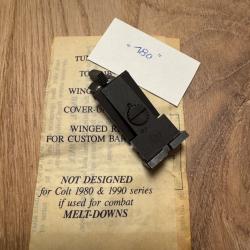 "780"
TU
TO
WING
COVER-U
WINGED R
FOR CUSTOM BA
NOT DESIGNED
for Colt 1980 & 1990 series
if used for combat
MELT-DOWNS